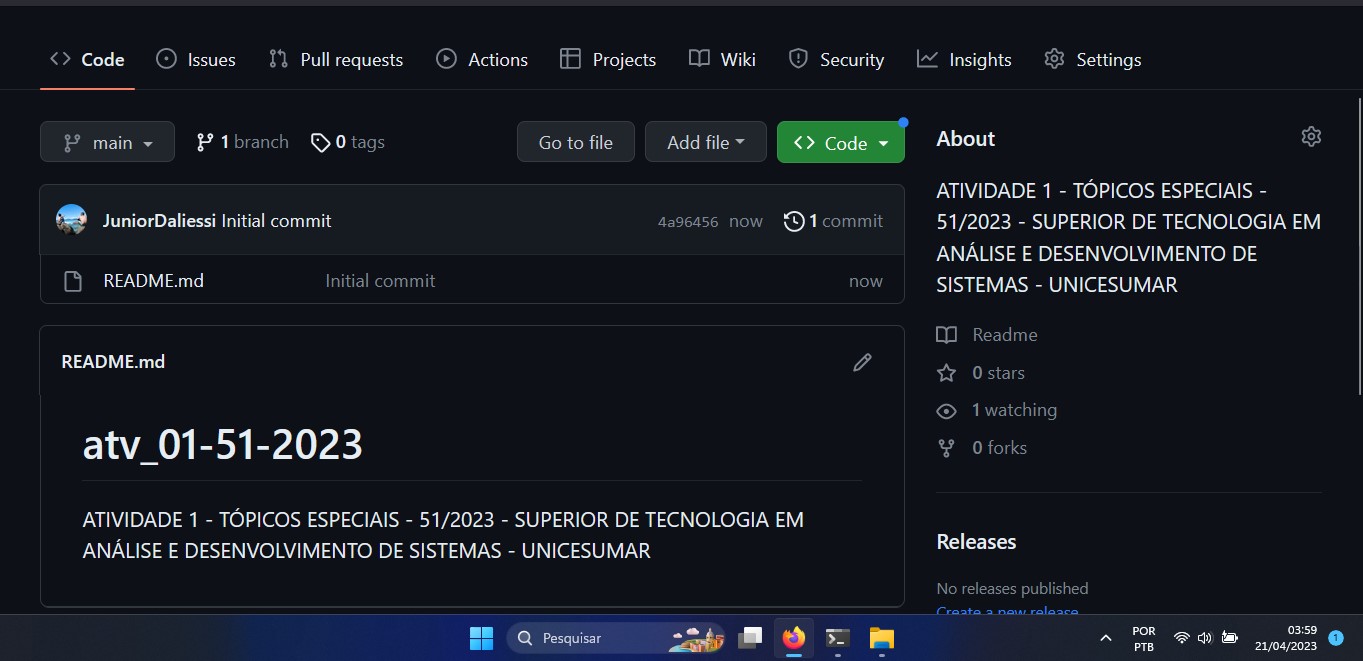 Code Issues Pull requests Actions Projects Wiki Security Insights Settings
main 1 branch 0 tags Go to file Add file Code
JuniorDaliessi Initial commit 4a96456 now 1 commit
README.md Initial commit now
README.md
atv_01-51-2023
ATIVIDADE 1 - TÓPICOS ESPECIAIS - 51/2023 - SUPERIOR DE TECNOLOGIA EM
ANÁLISE E DESENVOLVIMENTO DE SISTEMAS - UNICESUMAR
About
ATIVIDADE 1 - TÓPICOS ESPECIAIS -
51/2023 - SUPERIOR DE TECNOLOGIA EM
ANÁLISE E DESENVOLVIMENTO DE
SISTEMAS - UNICESUMAR
Readme
0 stars
1 watching
0 forks
Releases
No releases published
Create a new release
Pesquisar
POR
PTB
03:59
21/04/2023
1